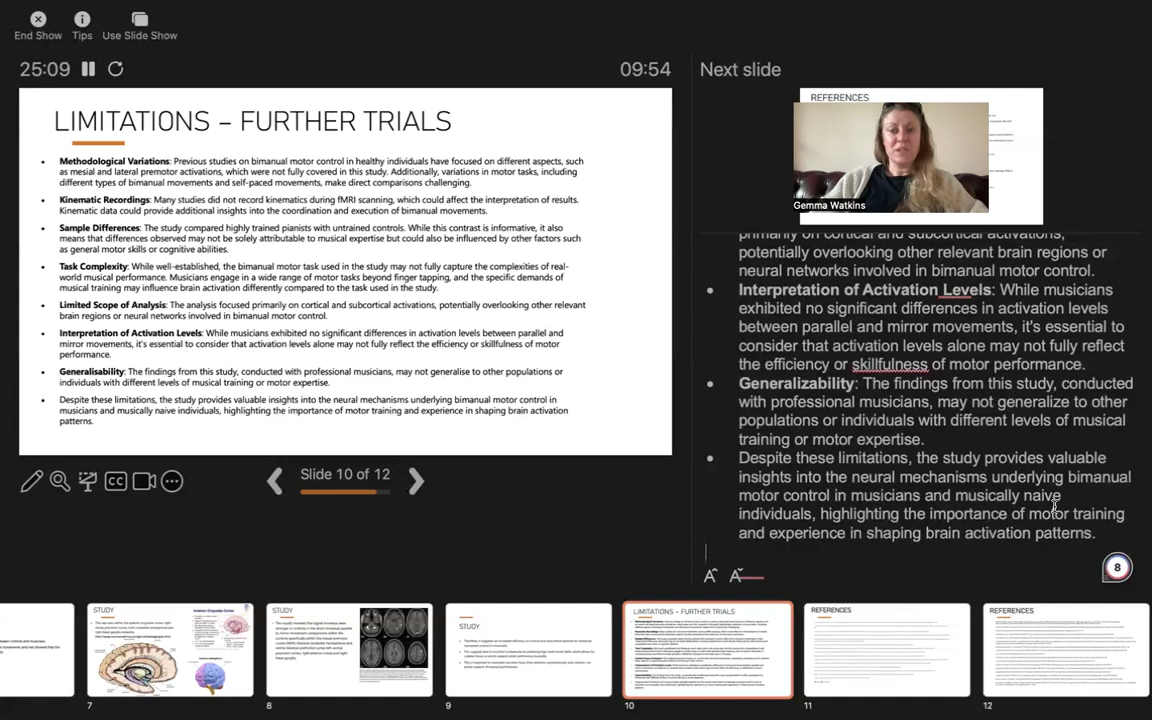 End Show
Tips
Use Slide Show
25:09
09:54
Next slide
LIMITATIONS – FURTHER TRIALS
• Methodological Variations: Previous studies on bimanual motor control in healthy individuals have focused on different aspects, such
as mesial and lateral premotor activations, which were not fully covered in this study. Additionally, variations in motor tasks, including
different types of bimanual movements and self-paced movements, make direct comparisons challenging.
• Kinematic Recordings: Many studies did not record kinematics during fMRI scanning, which could affect the interpretation of results.
Kinematic data could provide additional insights into the coordination and execution of bimanual movements.
• Sample Differences: The study compared highly trained pianists with untrained controls. While this contrast is informative, it also
means that differences observed may not be solely attributable to musical expertise but could also be influenced by other factors such
as general motor skills or cognitive abilities.
• Task Complexity: While well-established, the bimanual motor task used in the study may not fully capture the complexities of real-
world musical performance. Musicians engage in a wide range of motor tasks beyond finger tapping, and the specific demands of
musical training may influence brain activation differently compared to the task used in the study.
• Limited Scope of Analysis: The analysis focused primarily on cortical and subcortical activations, potentially overlooking other relevant
brain regions or neural networks involved in bimanual motor control.
• Interpretation of Activation Levels: While musicians exhibited no significant differences in activation levels between parallel and
mirror movements, it's essential to consider that activation levels alone may not fully reflect the efficiency or skillfulness of motor
performance.
• Generalisability: The findings from this study, conducted with professional musicians, may not generalise to other populations or
individuals with different levels of musical training or motor expertise.
• Despite these limitations, the study provides valuable insights into the neural mechanisms underlying bimanual motor control in
musicians and musically naive individuals, highlighting the importance of motor training and experience in shaping brain activation
patterns.
Slide 10 of 12
REFERENCES
Gemma Watkins
primarily on cortical and subcortical activations,
potentially overlooking other relevant brain regions or
neural networks involved in bimanual motor control.
• Interpretation of Activation Levels: While musicians
exhibited no significant differences in activation levels
between parallel and mirror movements, it's essential to
consider that activation levels alone may not fully reflect
the efficiency or skillfulness of motor performance.
• Generalizability: The findings from this study, conducted
with professional musicians, may not generalize to other
populations or individuals with different levels of musical
training or motor expertise.
• Despite these limitations, the study provides valuable
insights into the neural mechanisms underlying bimanual
motor control in musicians and musically naive
individuals, highlighting the importance of motor training
and experience in shaping brain activation patterns.
8
STUDY
STUDY
STUDY
LIMITATIONS – FURTHER TRIALS
REFERENCES
REFERENCES
7
8
9
10
11
12